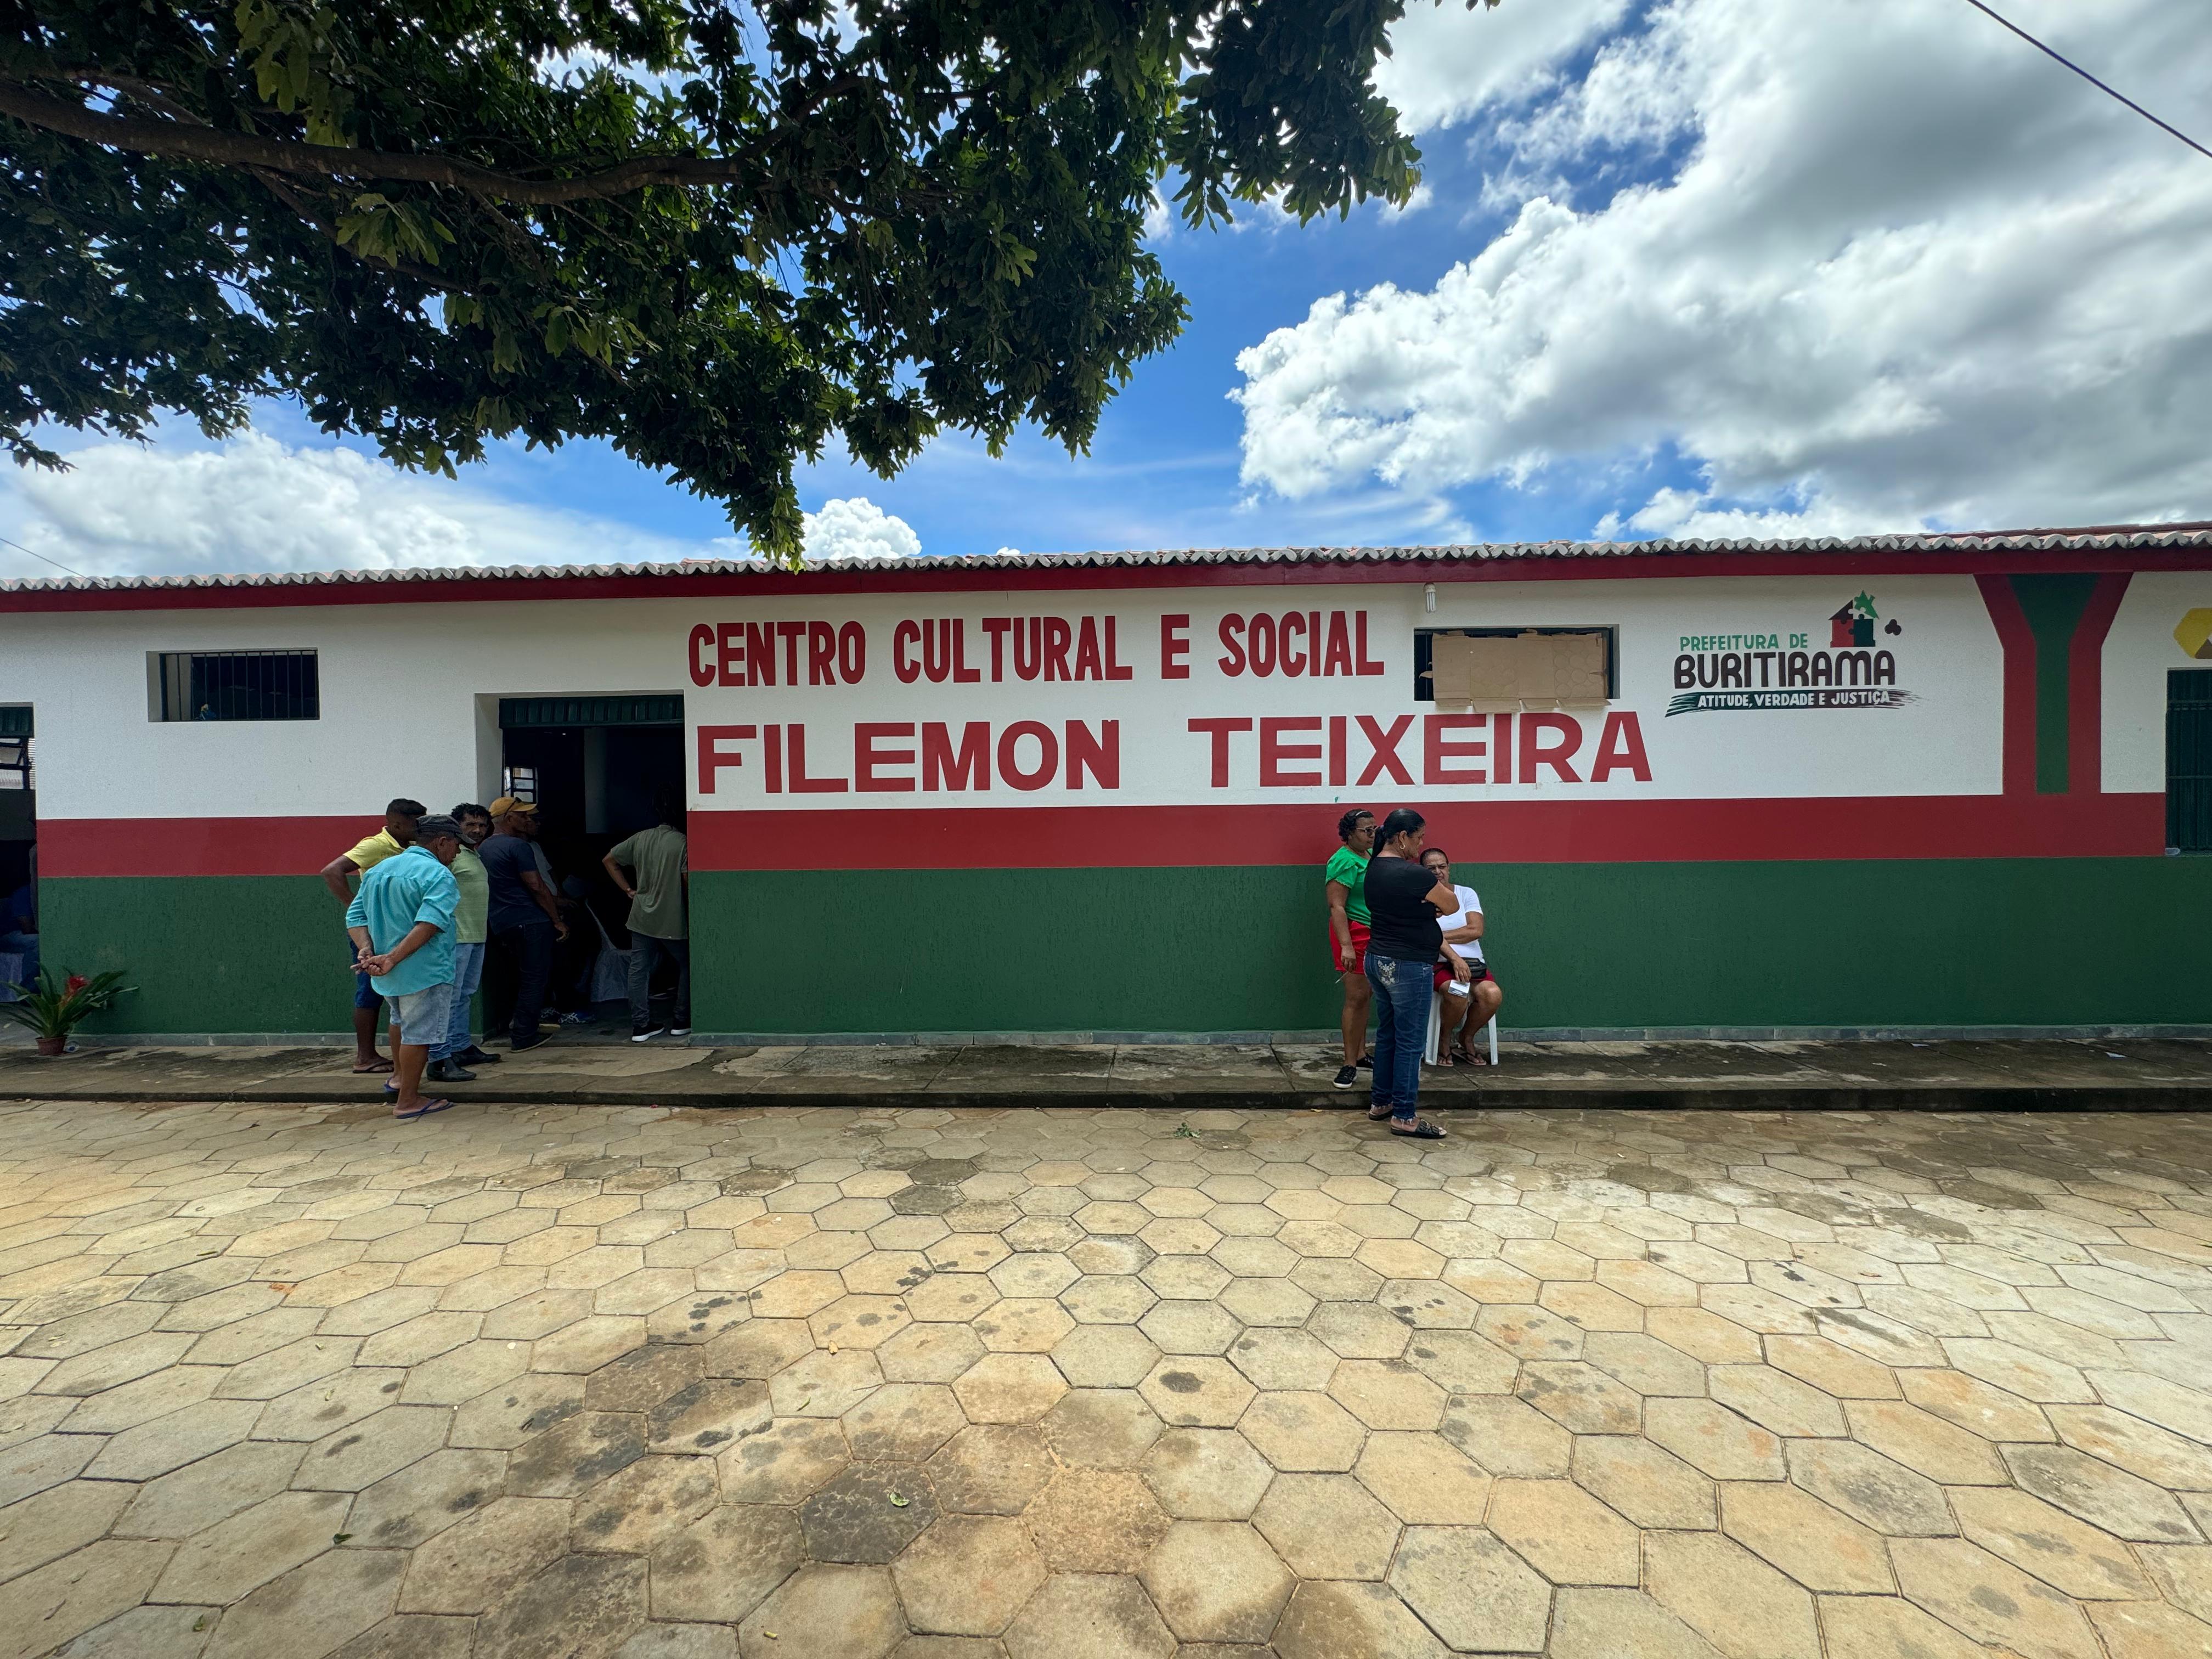 CENTRO CULTURAL E SOCIAL
FILEMON TEIXEIRA
PREFEITURA DE
BURITIRAMA
ATITUDE, VERDADE E JUSTIÇA